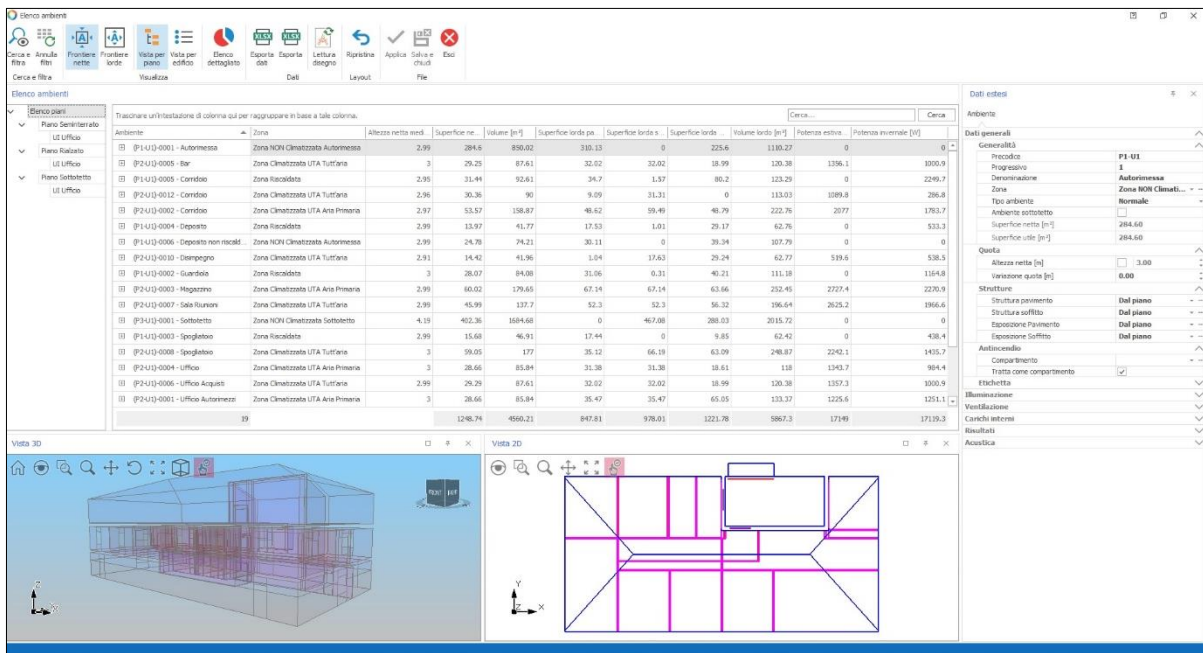 Elenco ambienti
Cerca e filtra Annulla filtri Frontiere nette Frontiere lorde Vista per piano Vista per edificio Elenco dettagliato Esporta dati Esporta Lettura disegno Ripristina Applica Salva e chiudi Esci
Cerca e filtra Visualizza Dati Layout File
Elenco ambienti
Elenco piani
Piano Seminterrato
UI Ufficio
Piano Rialzato
UI Ufficio
Piano Sottotetto
UI Ufficio
Trascinare un'intestazione di colonna qui per raggruppare in base a tale colonna.
Cerca... Cerca
Ambiente Zona Altezza netta medi... Superficie ne... Volume [m³] Superficie lorda pa... Superficie lorda s... Superficie lorda ... Volume lordo [m³] Potenza estiva... Potenza invernale [W]
(P1-U1)-0001 - Autorimessa Zona NON Climatizzata Autorimessa 2.99 284.6 850.02 310.13 0 225.6 1110.27 0 0
(P2-U1)-0005 - Bar Zona Climatizzata UTA Tutt'aria 3 29.25 87.61 32.02 32.02 18.99 120.38 1356.1 1000.9
(P1-U1)-0005 - Corridoio Zona Riscaldata 2.95 31.44 92.61 34.7 1.57 80.2 123.29 0 2249.7
(P2-U1)-0012 - Corridoio Zona Climatizzata UTA Tutt'aria 2.96 30.36 90 9.09 31.31 0 113.03 1089.8 286.8
(P2-U1)-0002 - Corridoio Zona Climatizzata UTA Aria Primaria 2.97 53.57 158.87 48.62 59.49 48.79 222.76 2077 1783.7
(P1-U1)-0004 - Deposito Zona Riscaldata 2.99 13.97 41.77 17.53 1.01 29.17 62.76 0 533.3
(P1-U1)-0006 - Deposito non riscald... Zona NON Climatizzata Autorimessa 2.99 24.78 74.21 30.11 0 39.34 107.79 0 0
(P2-U1)-0010 - Disimpegno Zona Climatizzata UTA Tutt'aria 2.91 14.42 41.96 1.04 17.63 29.24 62.77 519.6 538.5
(P1-U1)-0002 - Guardiola Zona Riscaldata 3 28.07 84.08 31.06 0.31 40.21 111.18 0 1164.8
(P2-U1)-0003 - Magazzino Zona Climatizzata UTA Aria Primaria 2.99 60.02 179.65 67.14 67.14 63.66 252.45 2727.4 2270.9
(P2-U1)-0007 - Sala Riunioni Zona Climatizzata UTA Tutt'aria 2.99 45.99 137.7 52.3 52.3 56.32 196.64 2625.2 1966.6
(P3-U1)-0001 - Sottotetto Zona NON Climatizzata Sottotetto 4.19 402.36 1684.68 0 467.08 288.03 2015.72 0 0
(P1-U1)-0003 - Spogliatoio Zona Riscaldata 2.99 15.68 46.91 17.44 0 9.85 62.42 0 438.4
(P2-U1)-0008 - Spogliatoio Zona Climatizzata UTA Tutt'aria 3 59.05 177 35.12 66.19 63.09 248.87 2242.1 1435.7
(P2-U1)-0004 - Ufficio Zona Climatizzata UTA Aria Primaria 3 28.66 85.84 31.38 31.38 18.61 118 1343.7 984.4
(P2-U1)-0006 - Ufficio Acquisti Zona Climatizzata UTA Tutt'aria 2.99 29.29 87.61 32.02 32.02 18.99 120.38 1357.3 1000.9
(P2-U1)-0001 - Ufficio Autorimezzi Zona Climatizzata UTA Aria Primaria 3 28.66 85.84 35.47 35.47 65.05 133.37 1225.6 1251.1
19 1248.74 4560.21 847.81 978.01 1221.78 5867.3 17149 17119.3
Dati estesi
Ambiente
Dati generali
Generalità
Precodice P1-U1
Progressivo 1
Denominazione Autorimessa
Zona Zona NON Climati...
Tipo ambiente Normale
Ambiente sottotetto
Superficie netta [m²] 284.60
Superficie utile [m²] 284.60
Quota
Altezza netta [m] 3.00
Variazione quota [m] 0.00
Strutture
Struttura pavimento Dal piano
Struttura soffitto Dal piano
Esposizione Pavimento Dal piano
Esposizione Soffitto Dal piano
Antincendio
Compartimento
Tratta come compartimento
Etichetta
Illuminazione
Ventilazione
Carichi interni
Risultati
Acustica
Vista 3D
Z
X
Vista 2D
Y
Z X